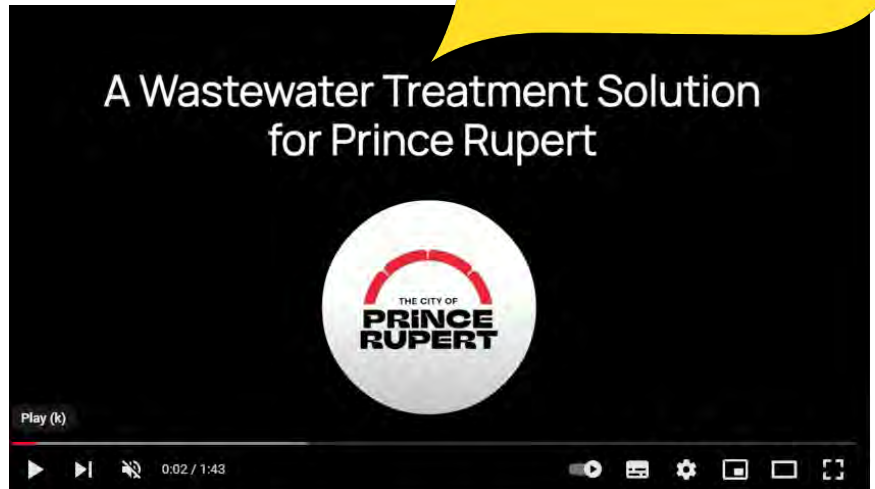 A Wastewater Treatment Solution
for Prince Rupert
THE CITY OF
PRINCE
RUPERT
Play (k)
0:02 / 1:43